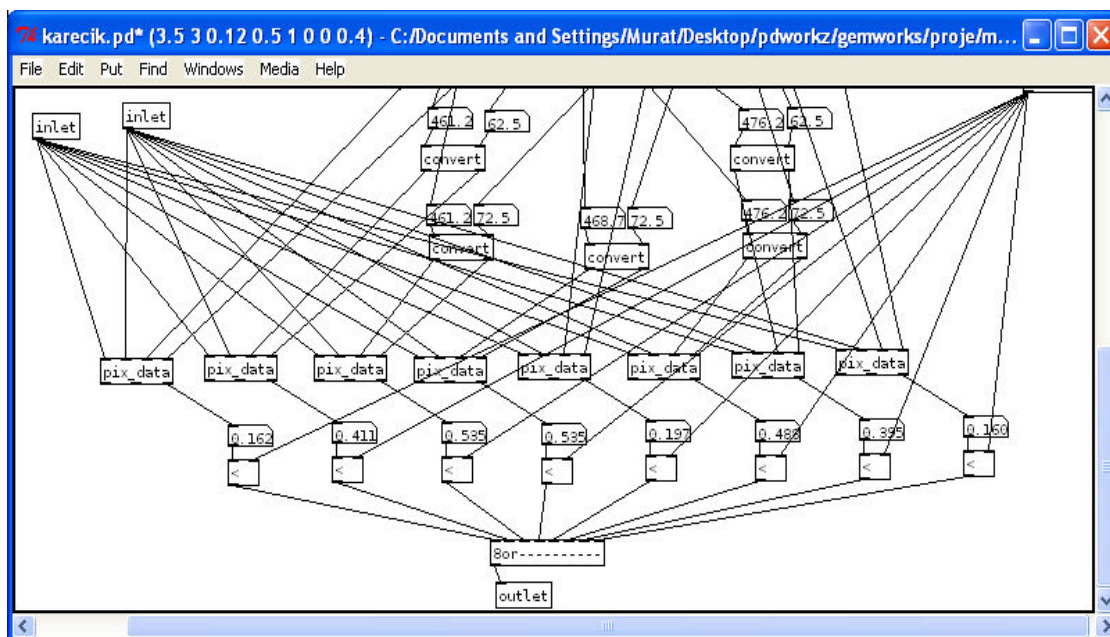 karecik.pd* (3.5 3 0.12 0.5 1 0 0 0.4) - C:/Documents and Settings/Murat/Desktop/pdworkz/gemworks/proje/m...
File Edit Put Find Windows Media Help
inlet
inlet
461.2 62.5
476.2 62.5
convert
convert
461.2 72.5
468.7 72.5
476.2 72.5
convert
convert
convert
pix_data pix_data pix_data pix_data pix_data pix_data pix_data pix_data
0.162 0.411 0.535 0.535 0.197 0.488 0.395 0.160
< < < < < < < <
8or----------
outlet